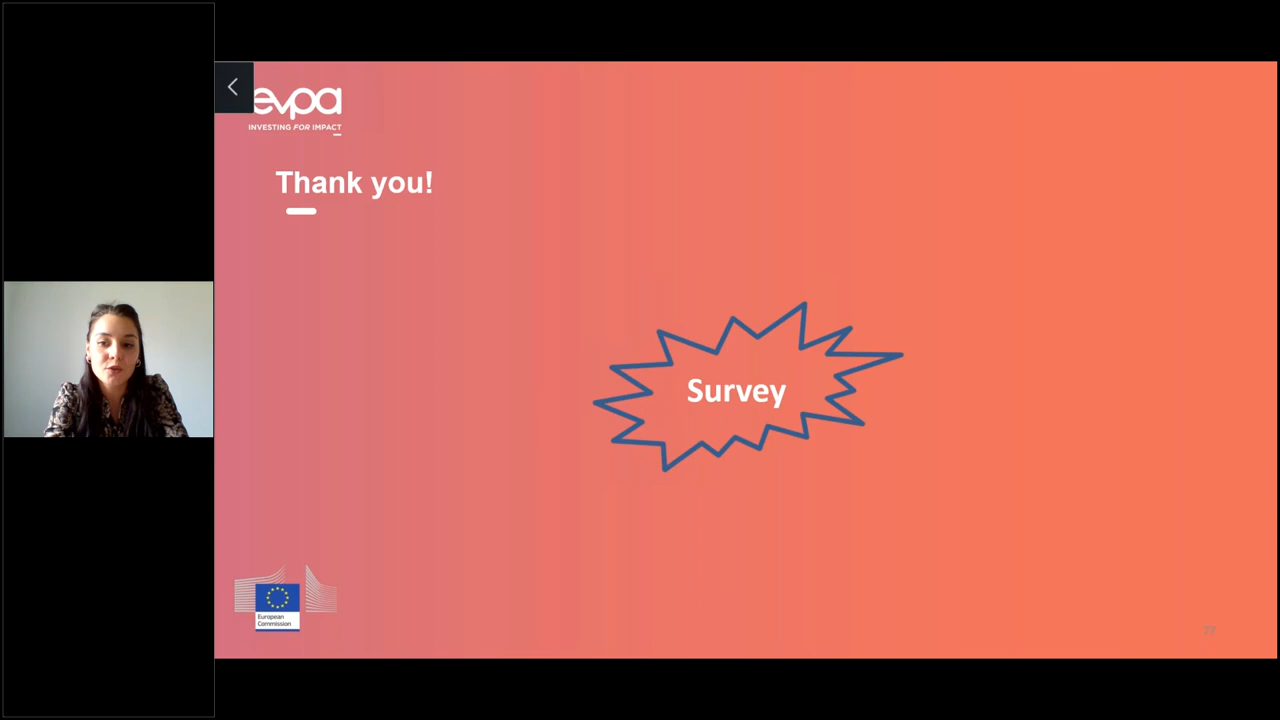 evpa
INVESTING FOR IMPACT
Thank you!
Survey
European
Commission